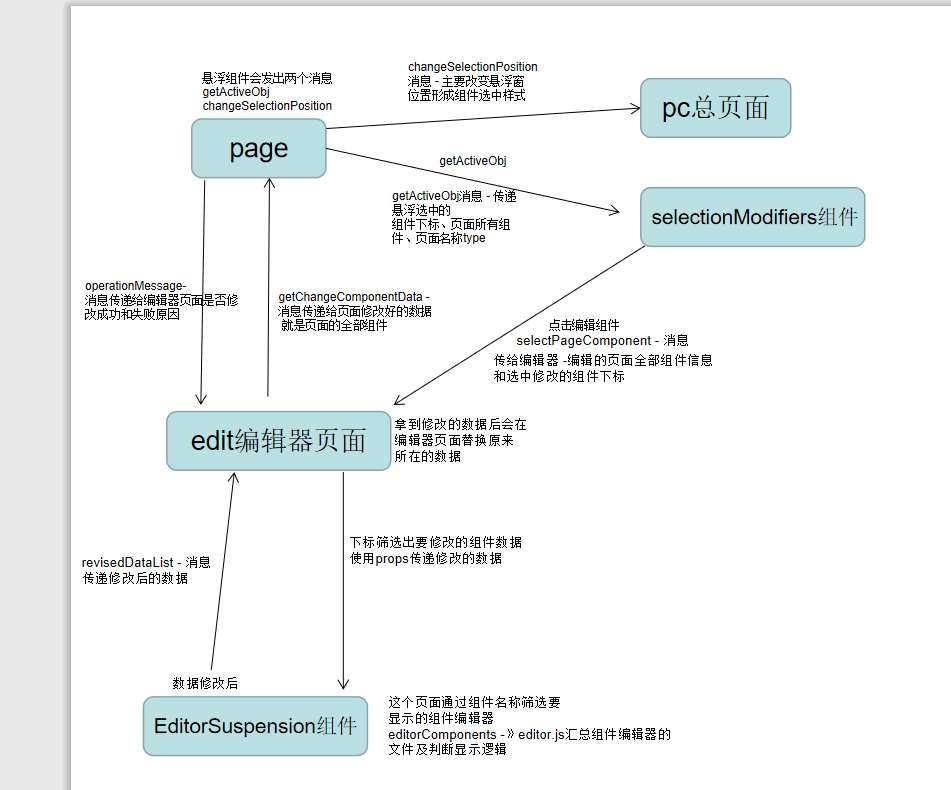 悬浮组件会发出两个消息
getActiveObj
changeSelectionPosition
changeSelectionPosition
消息 - 主要改变悬浮窗
位置形成组件选中样式
pc总页面
page
getActiveObj
getActiveObj消息 - 传递
悬浮选中的
组件下标、页面所有组
件、页面名称type
selectionModifiers组件
operationMessage-
消息传递给编辑器页面是否修
改成功和失败原因
getChangeComponentData -
消息传递给页面修改好的数据
就是页面的全部组件
点击编辑组件
selectPageComponent - 消息
传给编辑器 -编辑的页面全部组件信息
和选中修改的组件下标
edit编辑器页面
拿到修改的数据后会在
编辑器页面替换原来
所在的数据
下标筛选出要修改的组件数据
使用props传递修改的数据
revisedDataList - 消息
传递修改后的数据
数据修改后
EditorSuspension组件
这个页面通过组件名称筛选要
显示的组件编辑器
editorComponents -》editor.js汇总组件编辑器的
文件及判断显示逻辑